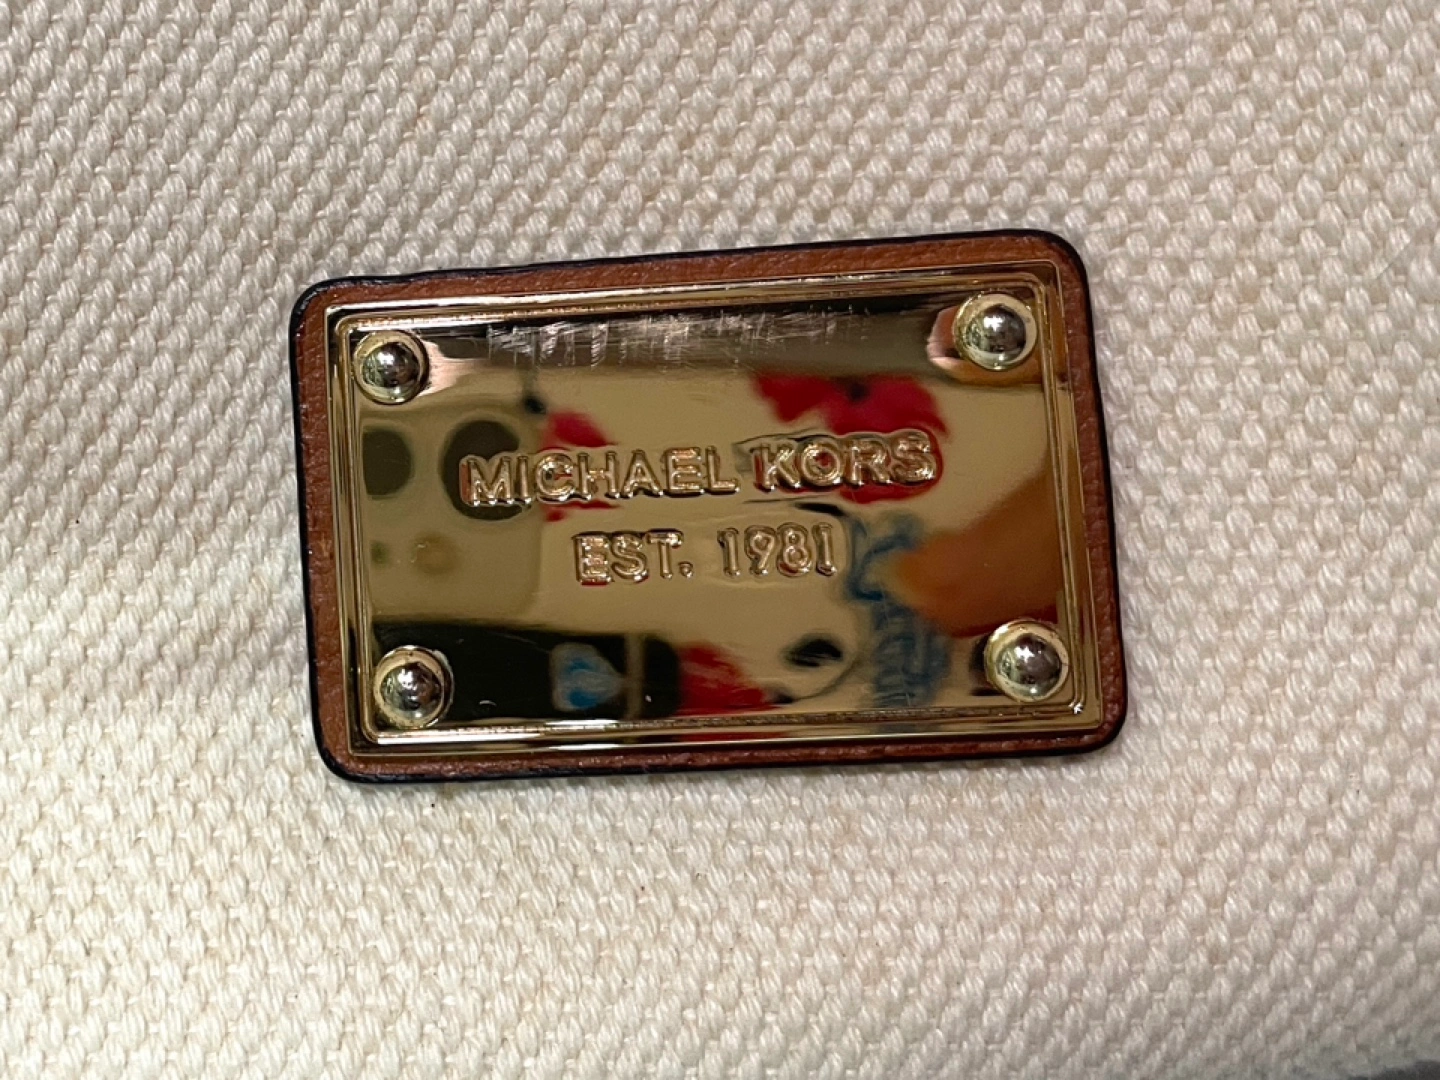 MICHAEL KORS
EST. 1981